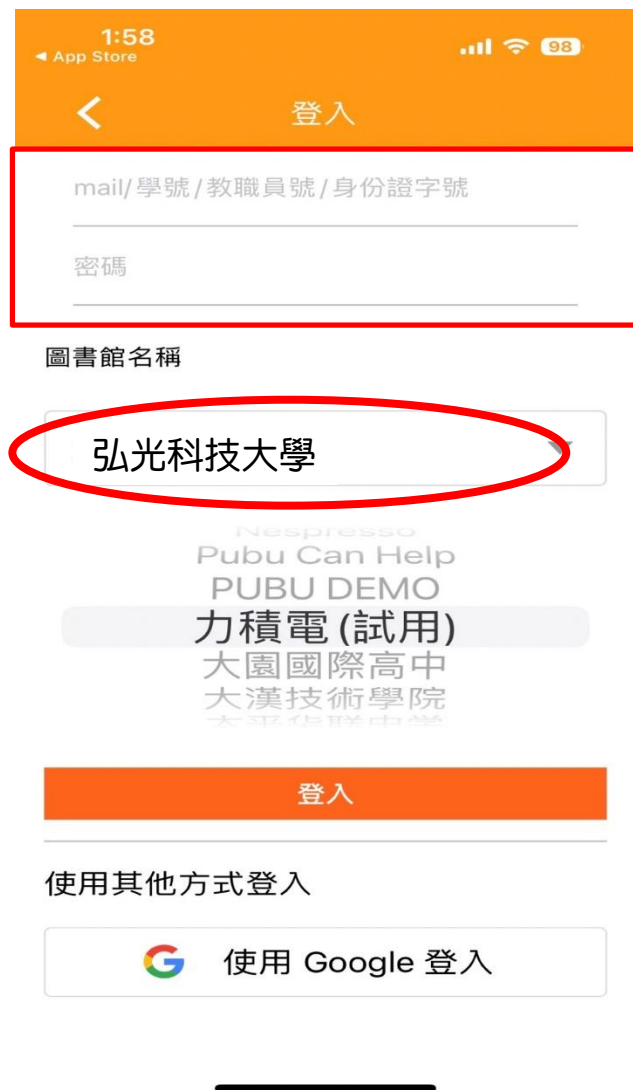 1:58
98
◀ App Store
登入
mail/學號/教職員號/身份證字號
密碼
圖書館名稱
弘光科技大學
Nespresso
Pubu Can Help
PUBU DEMO
力積電 (試用)
大園國際高中
大漢技術學院
登入
使用其他方式登入
使用 Google 登入